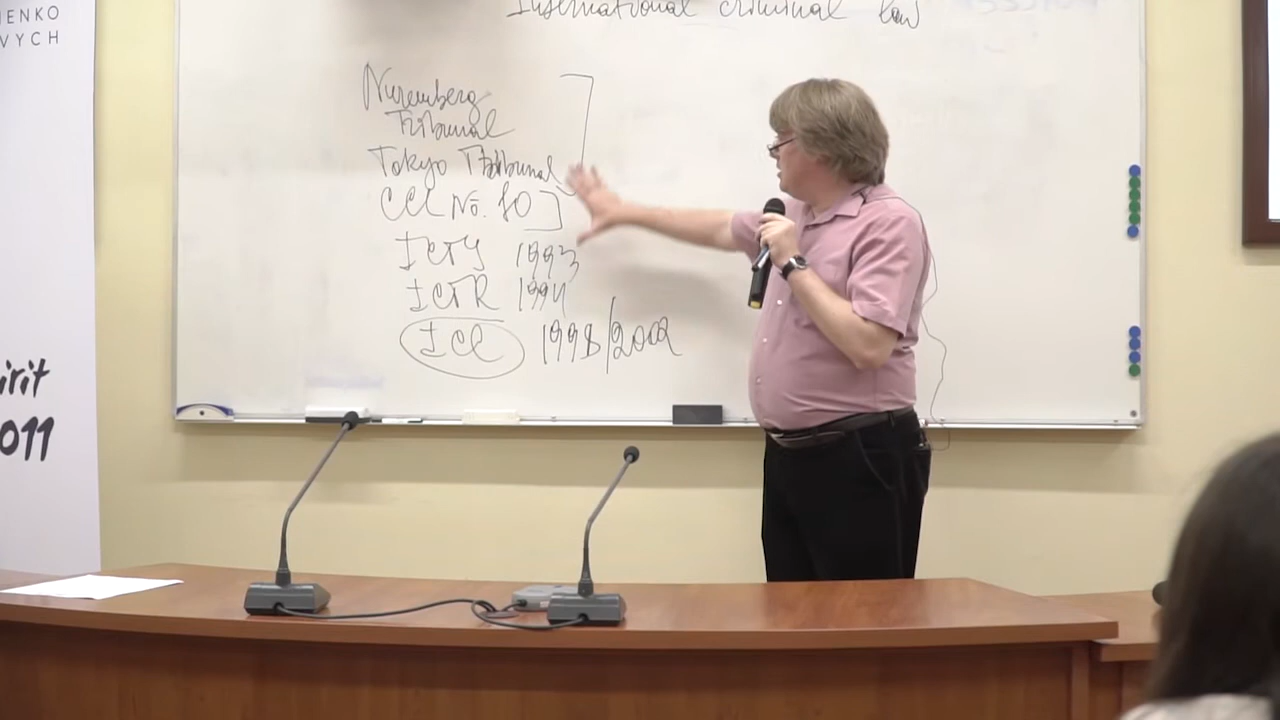 IENKO
VYCH
International criminal law
Nuremberg
Tribunal
Tokyo Tribunal
CCL No. 10
ICTY 1993
ICTR 1994
ICC 1998/2002
irit
011